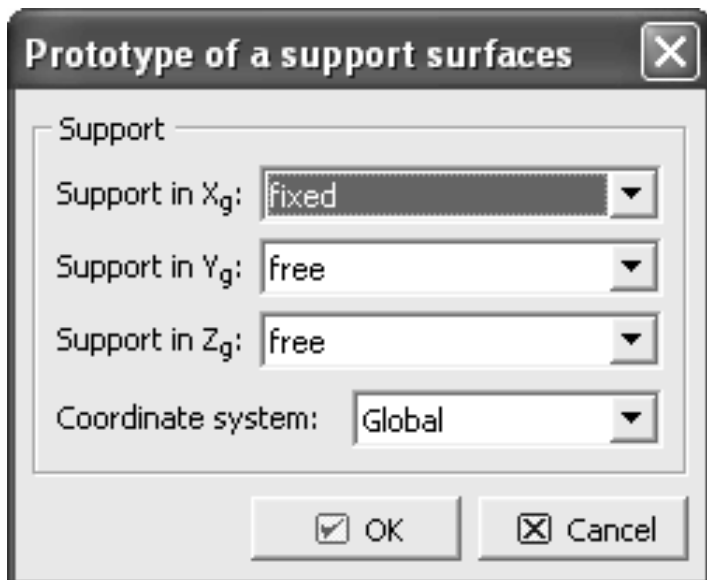 Prototype of a support surfaces
Support
Support in Xg: fixed
Support in Yg: free
Support in Zg: free
Coordinate system: Global
OK Cancel